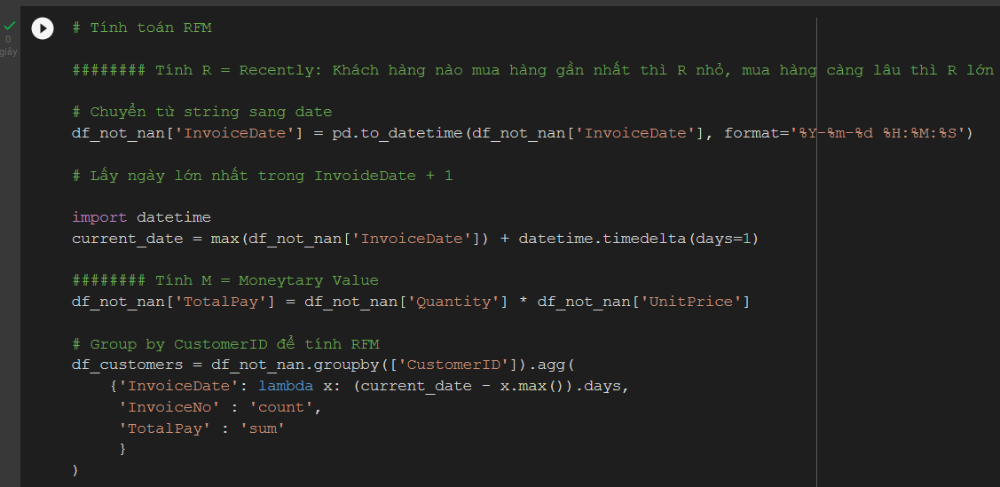 # Tính toán RFM
0
giây
######## Tính R = Recently: Khách hàng nào mua hàng gần nhất thì R nhỏ, mua hàng càng lâu thì R lớn
# Chuyển từ string sang date
df_not_nan['InvoiceDate'] = pd.to_datetime(df_not_nan['InvoiceDate'], format='%Y-%m-%d %H:%M:%S')
# Lấy ngày lớn nhất trong InvoideDate + 1
import datetime
current_date = max(df_not_nan['InvoiceDate']) + datetime.timedelta(days=1)
######## Tính M = Moneytary Value
df_not_nan['TotalPay'] = df_not_nan['Quantity'] * df_not_nan['UnitPrice']
# Group by CustomerID để tính RFM
df_customers = df_not_nan.groupby(['CustomerID']).agg(
{'InvoiceDate': lambda x: (current_date - x.max()).days,
'InvoiceNo' : 'count',
'TotalPay' : 'sum'
}
)